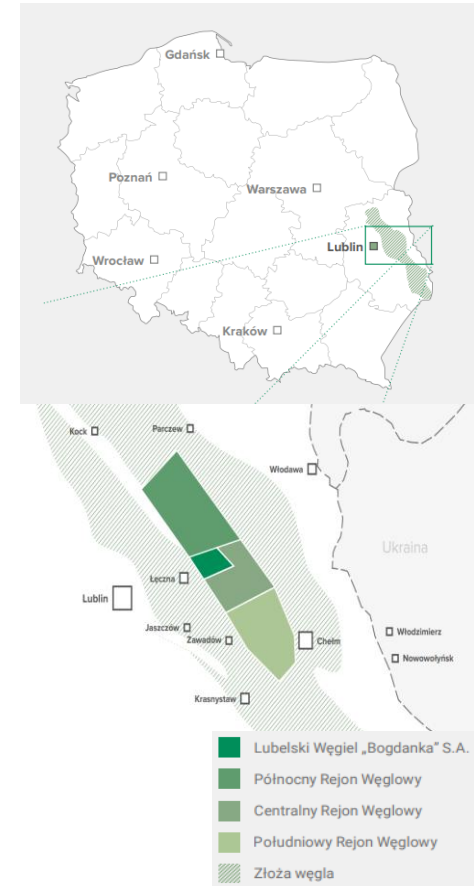 Gdańsk
Poznań
Warszawa
Lublin
Wrocław
Kraków
Kock
Parczew
Włodawa
Ukraina
Łęczna
Lublin
Jaszczów
Zawadów
Chełm
Włodzimierz
Nowowołyńsk
Krasnystaw
Lubelski Węgiel „Bogdanka” S.A.
Północny Rejon Węglowy
Centralny Rejon Węglowy
Południowy Rejon Węglowy
Złoża węgla